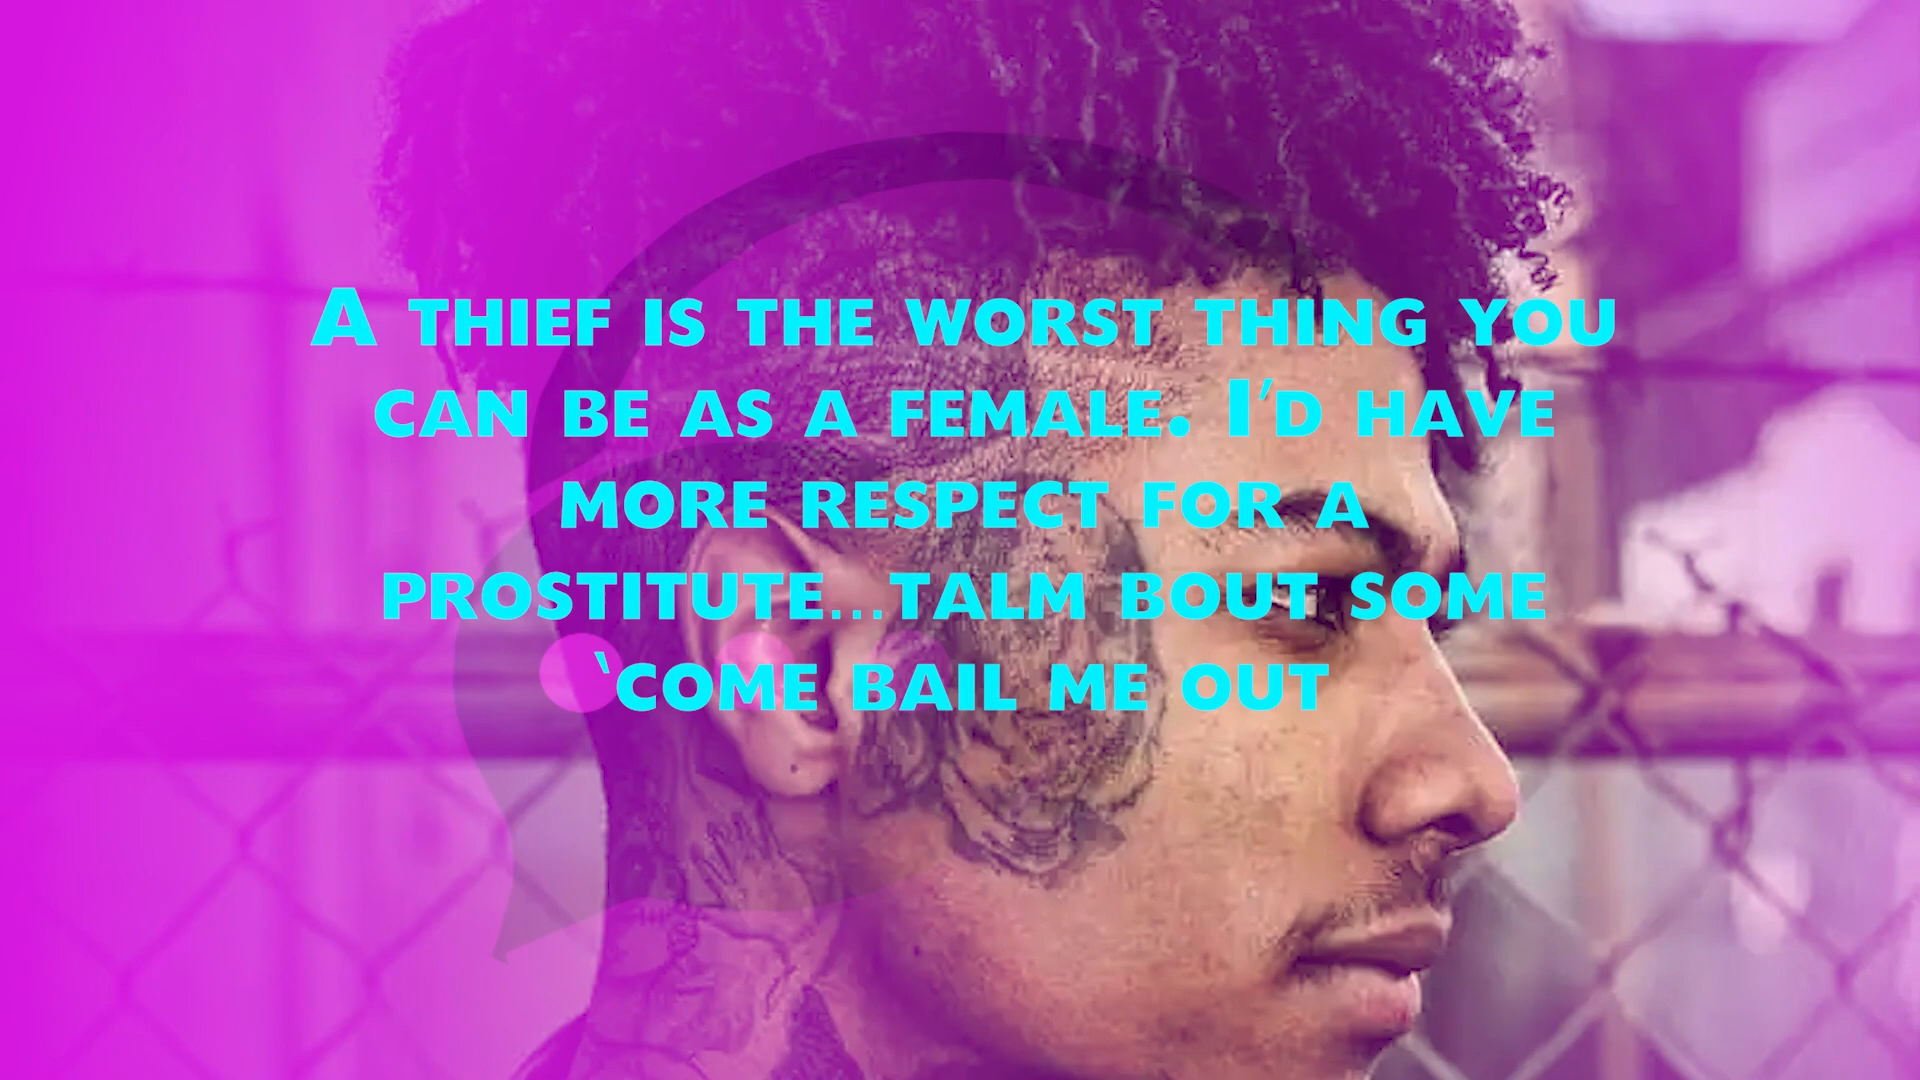 A THIEF IS THE WORST THING YOU
CAN BE AS A FEMALE. I'D HAVE
MORE RESPECT FOR A
PROSTITUTE...TALM BOUT SOME
‘COME BAIL ME OUT